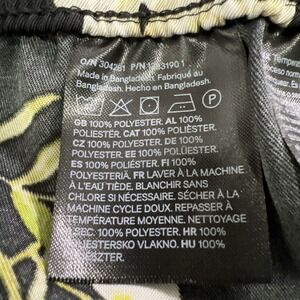 O/N 304261 P/N 1283190 1
Made in Bangladesh. Fabriqué au
Bangladesh. Hecho en Bangladesh.
P
GB 100% POLYESTER. AL 100%
POLIESTËR. CAT 100% POLIÈSTER.
CZ 100% POLYESTER. DE 100%
POLYESTER. EE 100% POLÜESTER.
ES 100% POLIÉSTER. FI 100%
POLYESTERIÄ. FR LAVER À LA MACHINE
À L'EAU TIÈDE. BLANCHIR SANS
CHLORE SI NÉCESSAIRE. SÉCHER À LA
MACHINE CYCLE DOUX. REPASSER À
TEMPÉRATURE MOYENNE. NETTOYAGE
SEC. 100% POLYESTER. HR 100%
POLIESTERSKO VLAKNO. HU 100%